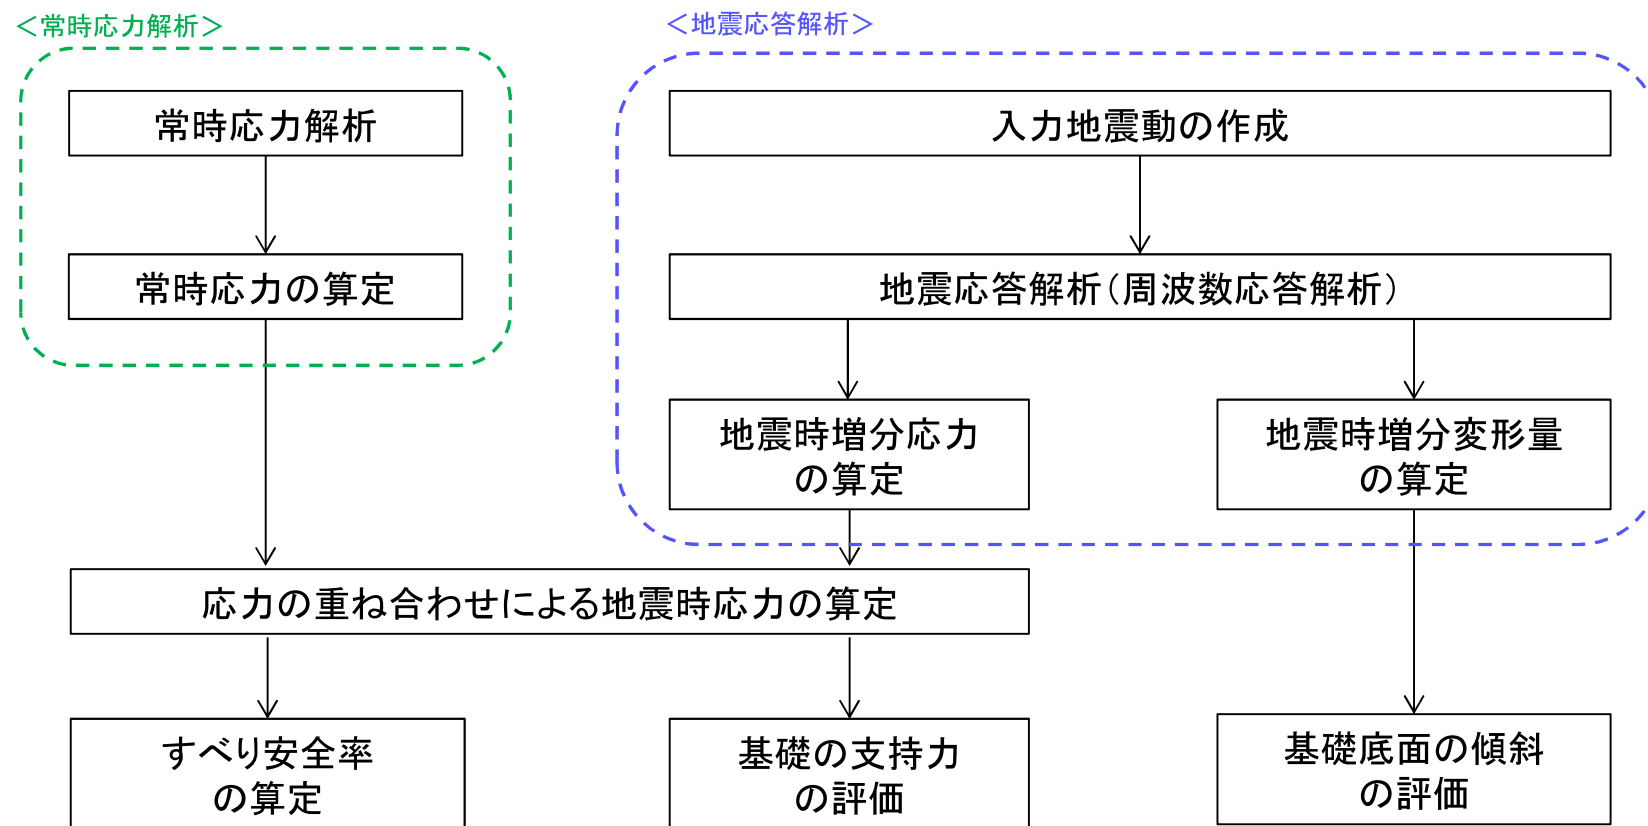 ＜常時応力解析＞
＜地震応答解析＞
常時応力解析
入力地震動の作成
常時応力の算定
地震応答解析（周波数応答解析）
地震時増分応力
の算定
地震時増分変形量
の算定
応力の重ね合わせによる地震時応力の算定
すべり安全率
の算定
基礎の支持力
の評価
基礎底面の傾斜
の評価